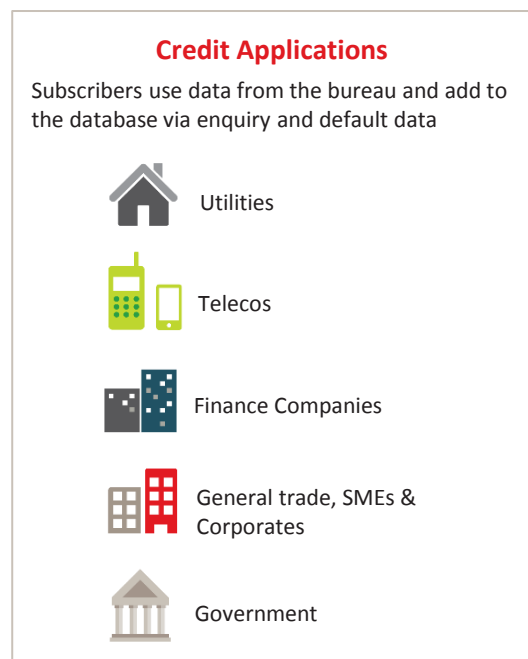 Credit Applications
Subscribers use data from the bureau and add to
the database via enquiry and default data
Utilities
Telecos
Finance Companies
General trade, SMEs &
Corporates
Government